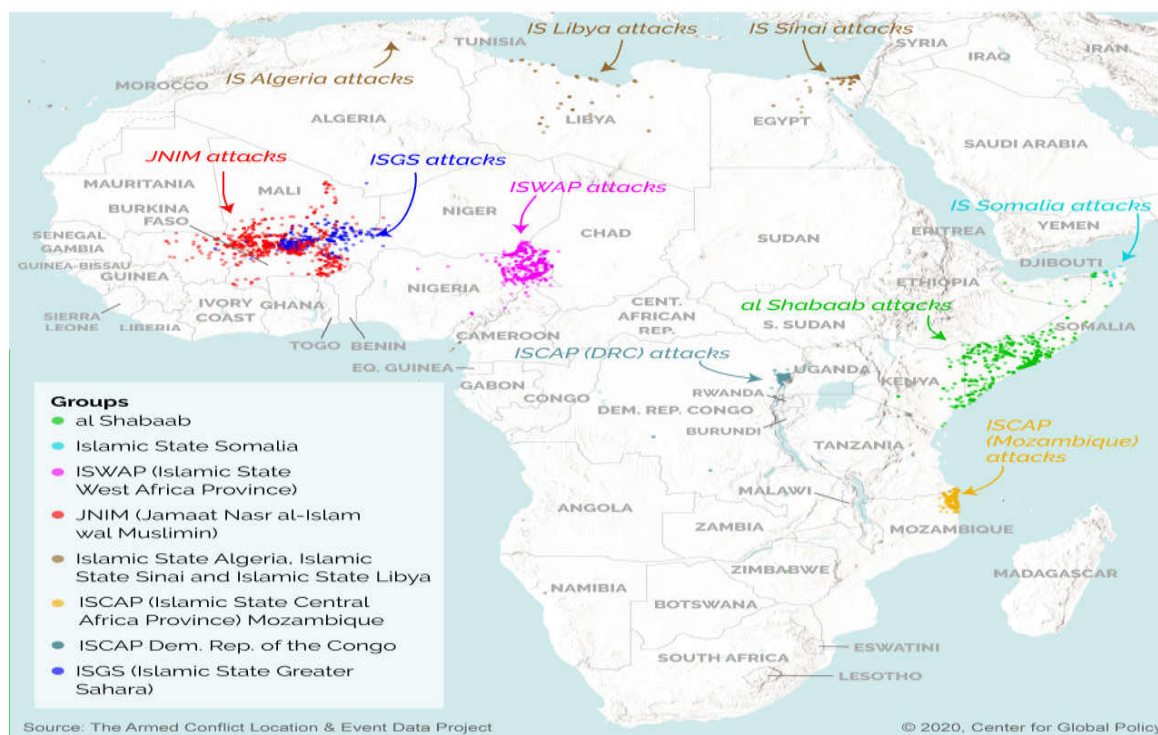 IS Libya attacks
IS Sinai attacks
TUNISIA
SYRIA
IRAQ
IRAN
IS Algeria attacks
MOROCCO
ALGERIA
LIBYA
EGYPT
SAUDI ARABIA
JNIM attacks
ISGS attacks
ISWAP attacks
MAURITANIA
MALI
NIGER
CHAD
SUDAN
IS Somalia attacks
ERITREA
YEMEN
BURKINA
FASO
SENEGAL
GAMBIA
GUINEA-BISSAU
GUINEA
DJIBOUTI
ETHIOPIA
NIGERIA
SIERRA
LEONE
LIBERIA
IVORY
COAST
GHANA
TOGO
BENIN
CENT.
AFRICAN
REP.
S. SUDAN
al Shabaab attacks
SOMALIA
CAMEROON
EQ. GUINEA
ISCAP (DRC) attacks
UGANDA
KENYA
GABON
CONGO
RWANDA
DEM. REP. CONGO
BURUNDI
TANZANIA
ISCAP
(Mozambique)
attacks
MALAWI
ANGOLA
ZAMBIA
MOZAMBIQUE
ZIMBABWE
MADAGASCAR
NAMIBIA
BOTSWANA
SOUTH AFRICA
ESWATINI
LESOTHO
Groups
al Shabaab
Islamic State Somalia
ISWAP (Islamic State
West Africa Province)
JNIM (Jamaat Nasr al-Islam
wal Muslimin)
Islamic State Algeria, Islamic
State Sinai and Islamic State Libya
ISCAP (Islamic State Central
Africa Province) Mozambique
ISCAP Dem. Rep. of the Congo
ISGS (Islamic State Greater
Sahara)
Source: The Armed Conflict Location & Event Data Project
© 2020, Center for Global Policy